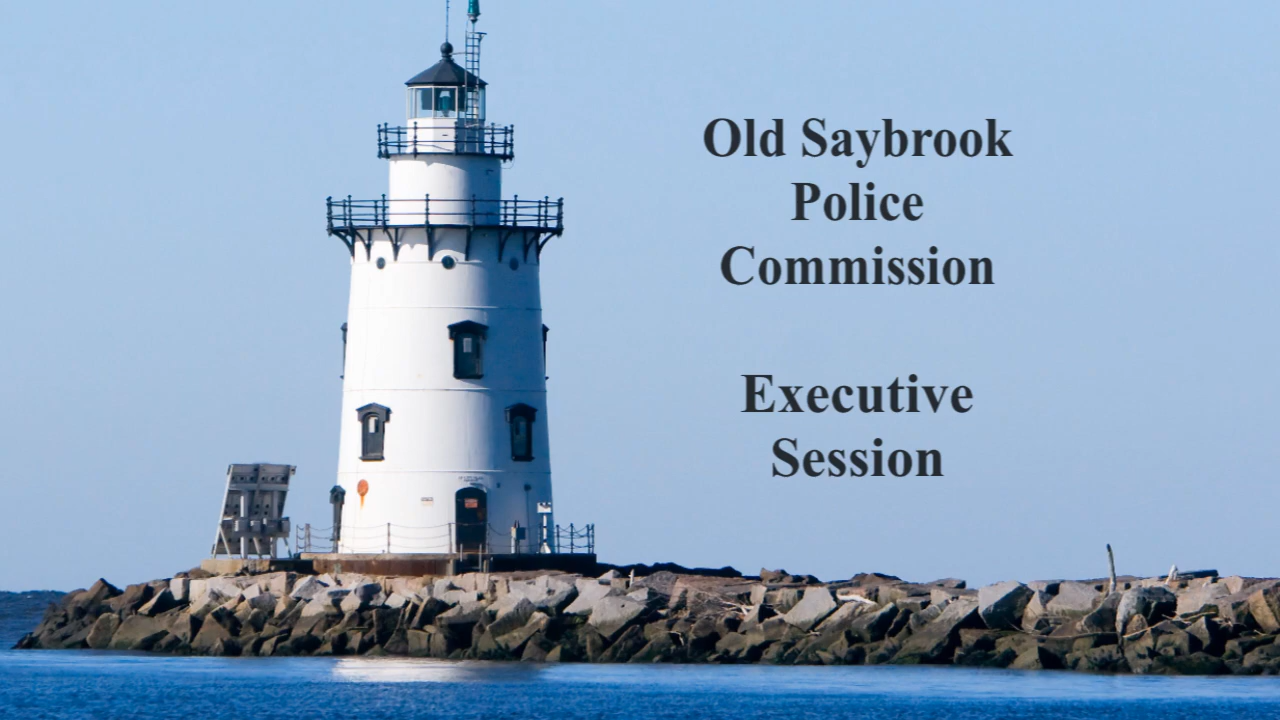 Old Saybrook
Police
Commission
Executive
Session